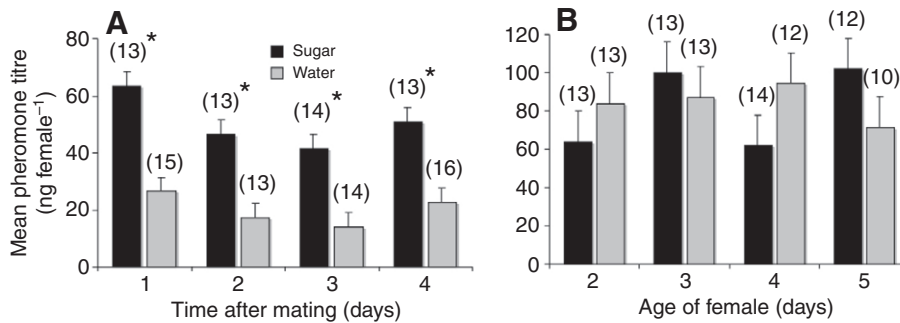 A
B
Mean pheromone titre
(ng female⁻¹)
80
60
40
20
0
(13)*
(15)
(13)*
(13)
(14)*
(14)
(13)*
(16)
Sugar
Water
1 2 3 4
Time after mating (days)
120
100
80
60
40
20
0
(13)
(13)
(13)
(13)
(14)
(12)
(12)
(10)
2 3 4 5
Age of female (days)